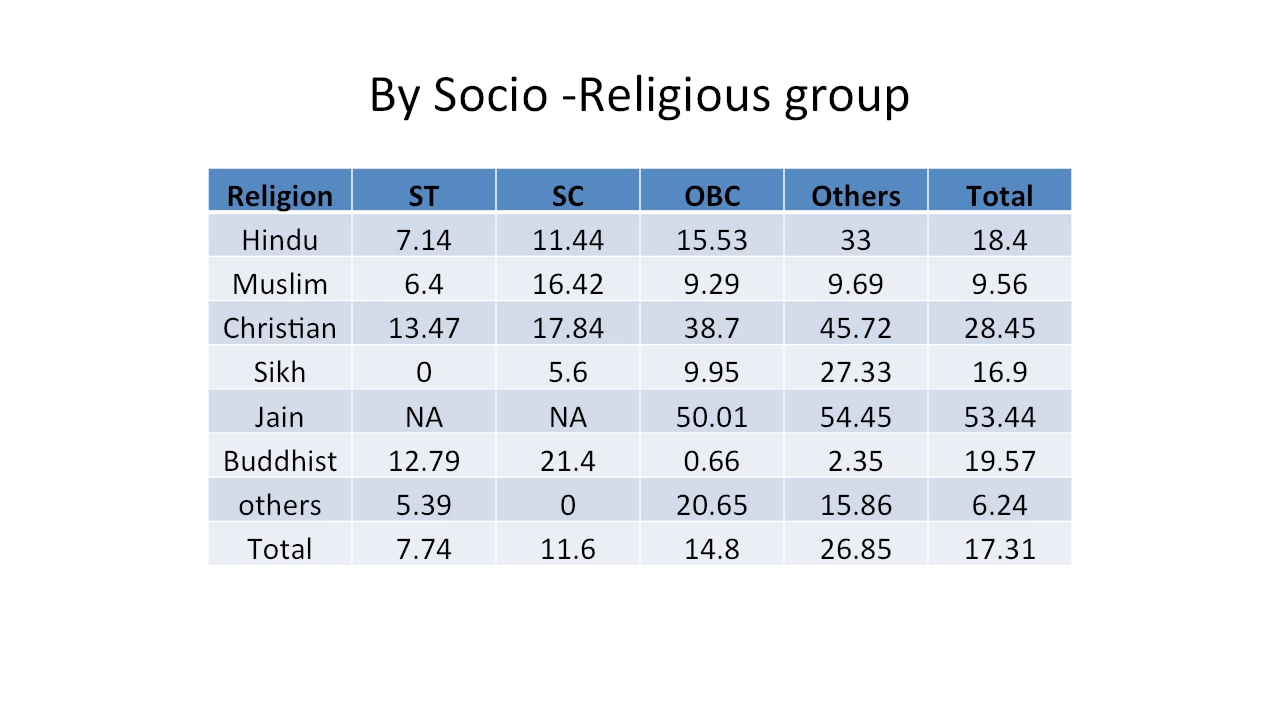 By Socio -Religious group
Religion ST SC OBC Others Total
Hindu 7.14 11.44 15.53 33 18.4
Muslim 6.4 16.42 9.29 9.69 9.56
Christian 13.47 17.84 38.7 45.72 28.45
Sikh 0 5.6 9.95 27.33 16.9
Jain NA NA 50.01 54.45 53.44
Buddhist 12.79 21.4 0.66 2.35 19.57
others 5.39 0 20.65 15.86 6.24
Total 7.74 11.6 14.8 26.85 17.31